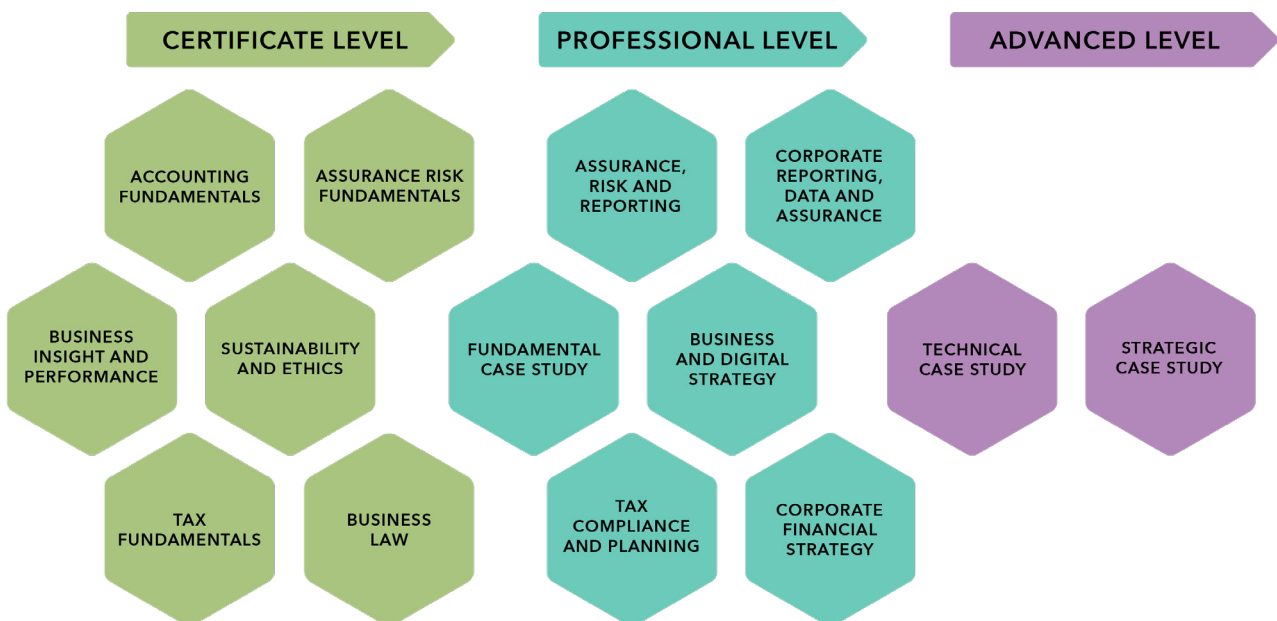 CERTIFICATE LEVEL
PROFESSIONAL LEVEL
ADVANCED LEVEL
ACCOUNTING
FUNDAMENTALS
ASSURANCE RISK
FUNDAMENTALS
ASSURANCE,
RISK AND
REPORTING
CORPORATE
REPORTING,
DATA AND
ASSURANCE
BUSINESS
INSIGHT AND
PERFORMANCE
SUSTAINABILITY
AND ETHICS
FUNDAMENTAL
CASE STUDY
BUSINESS
AND DIGITAL
STRATEGY
TECHNICAL
CASE STUDY
STRATEGIC
CASE STUDY
TAX
FUNDAMENTALS
BUSINESS
LAW
TAX
COMPLIANCE
AND PLANNING
CORPORATE
FINANCIAL
STRATEGY